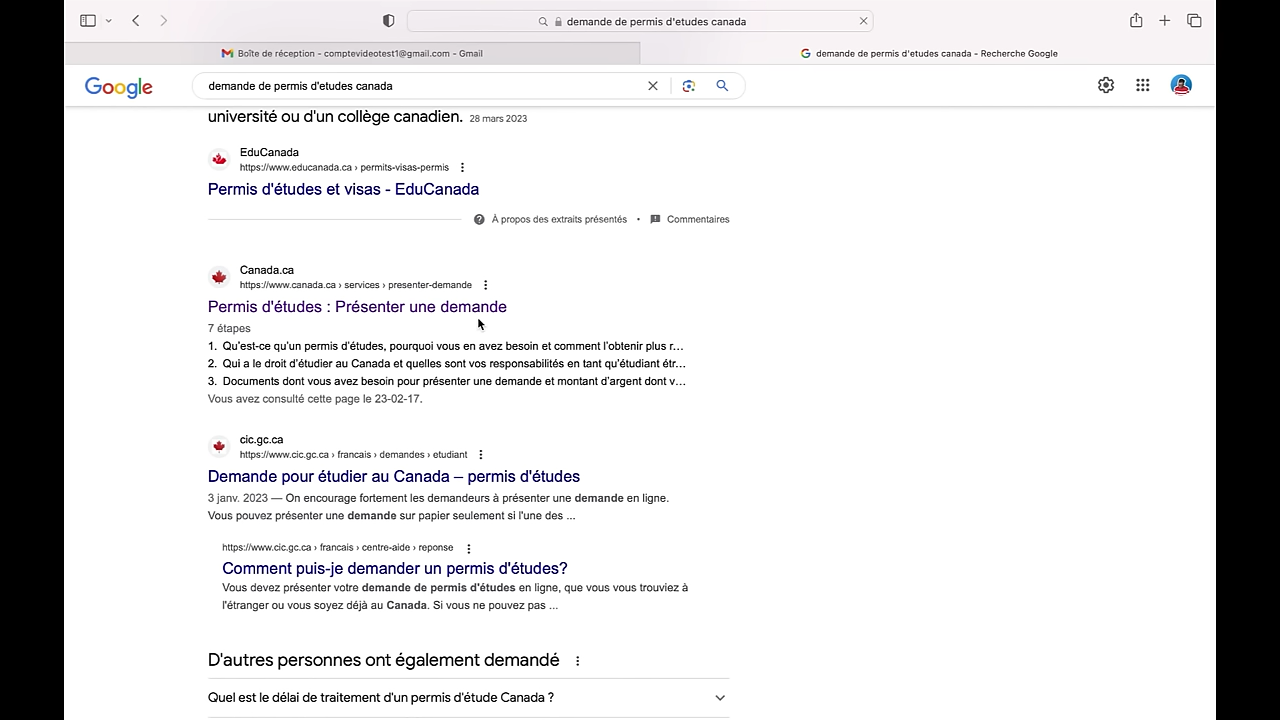 demande de permis d'etudes canada
Boîte de réception - comptevideotest1@gmail.com - Gmail
demande de permis d'etudes canada - Recherche Google
Google
demande de permis d'etudes canada
université ou d'un collège canadien. 28 mars 2023
EduCanada
https://www.educanada.ca › permits-visas-permis
Permis d'études et visas - EduCanada
À propos des extraits présentés • Commentaires
Canada.ca
https://www.canada.ca › services › presenter-demande
Permis d'études : Présenter une demande
7 étapes
1. Qu'est-ce qu'un permis d'études, pourquoi vous en avez besoin et comment l'obtenir plus r...
2. Qui a le droit d'étudier au Canada et quelles sont vos responsabilités en tant qu'étudiant étr...
3. Documents dont vous avez besoin pour présenter une demande et montant d'argent dont v...
Vous avez consulté cette page le 23-02-17.
cic.gc.ca
https://www.cic.gc.ca › francais › demandes › etudiant
Demande pour étudier au Canada – permis d'études
3 janv. 2023 — On encourage fortement les demandeurs à présenter une demande en ligne.
Vous pouvez présenter une demande sur papier seulement si l'une des ...
https://www.cic.gc.ca › francais › centre-aide › reponse
Comment puis-je demander un permis d'études?
Vous devez présenter votre demande de permis d'études en ligne, que vous vous trouviez à
l'étranger ou vous soyez déjà au Canada. Si vous ne pouvez pas ...
D'autres personnes ont également demandé
Quel est le délai de traitement d'un permis d'étude Canada ?